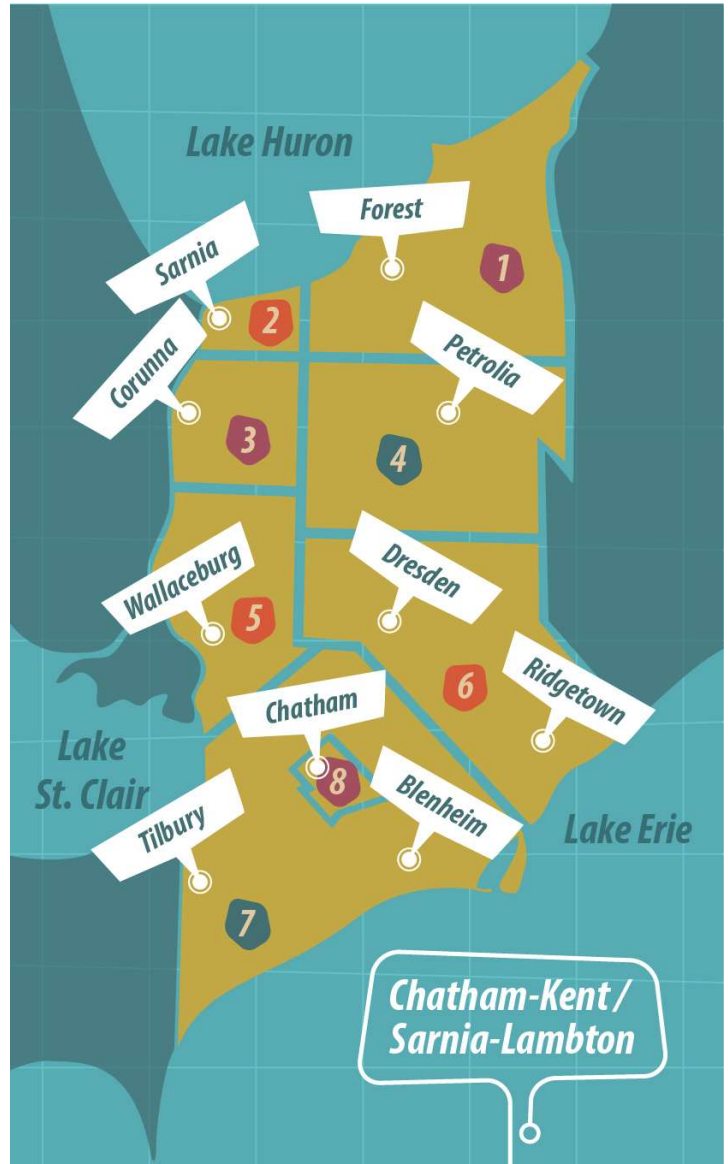 Lake Huron
Forest
Sarnia
1
2
Petrolia
Corunna
3
4
Wallaceburg
Dresden
5
6
Ridgetown
Chatham
Lake
St. Clair
8
Blenheim
Tilbury
Lake Erie
7
Chatham-Kent /
Sarnia-Lambton